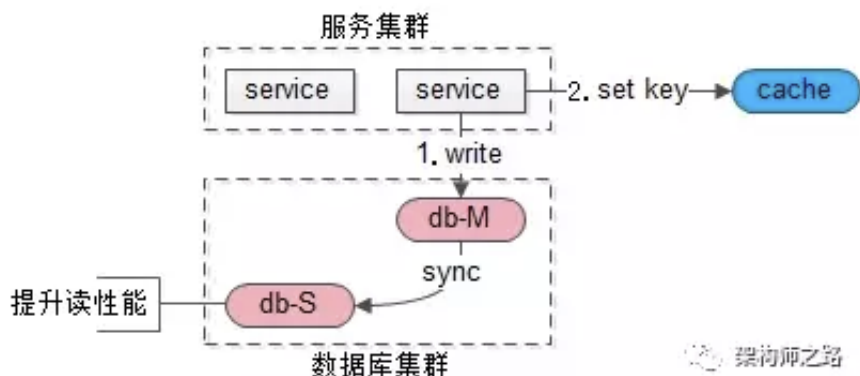 服务集群
service
service
2. set key
cache
1. write
db-M
sync
提升读性能
db-S
数据库集群
架构师之路